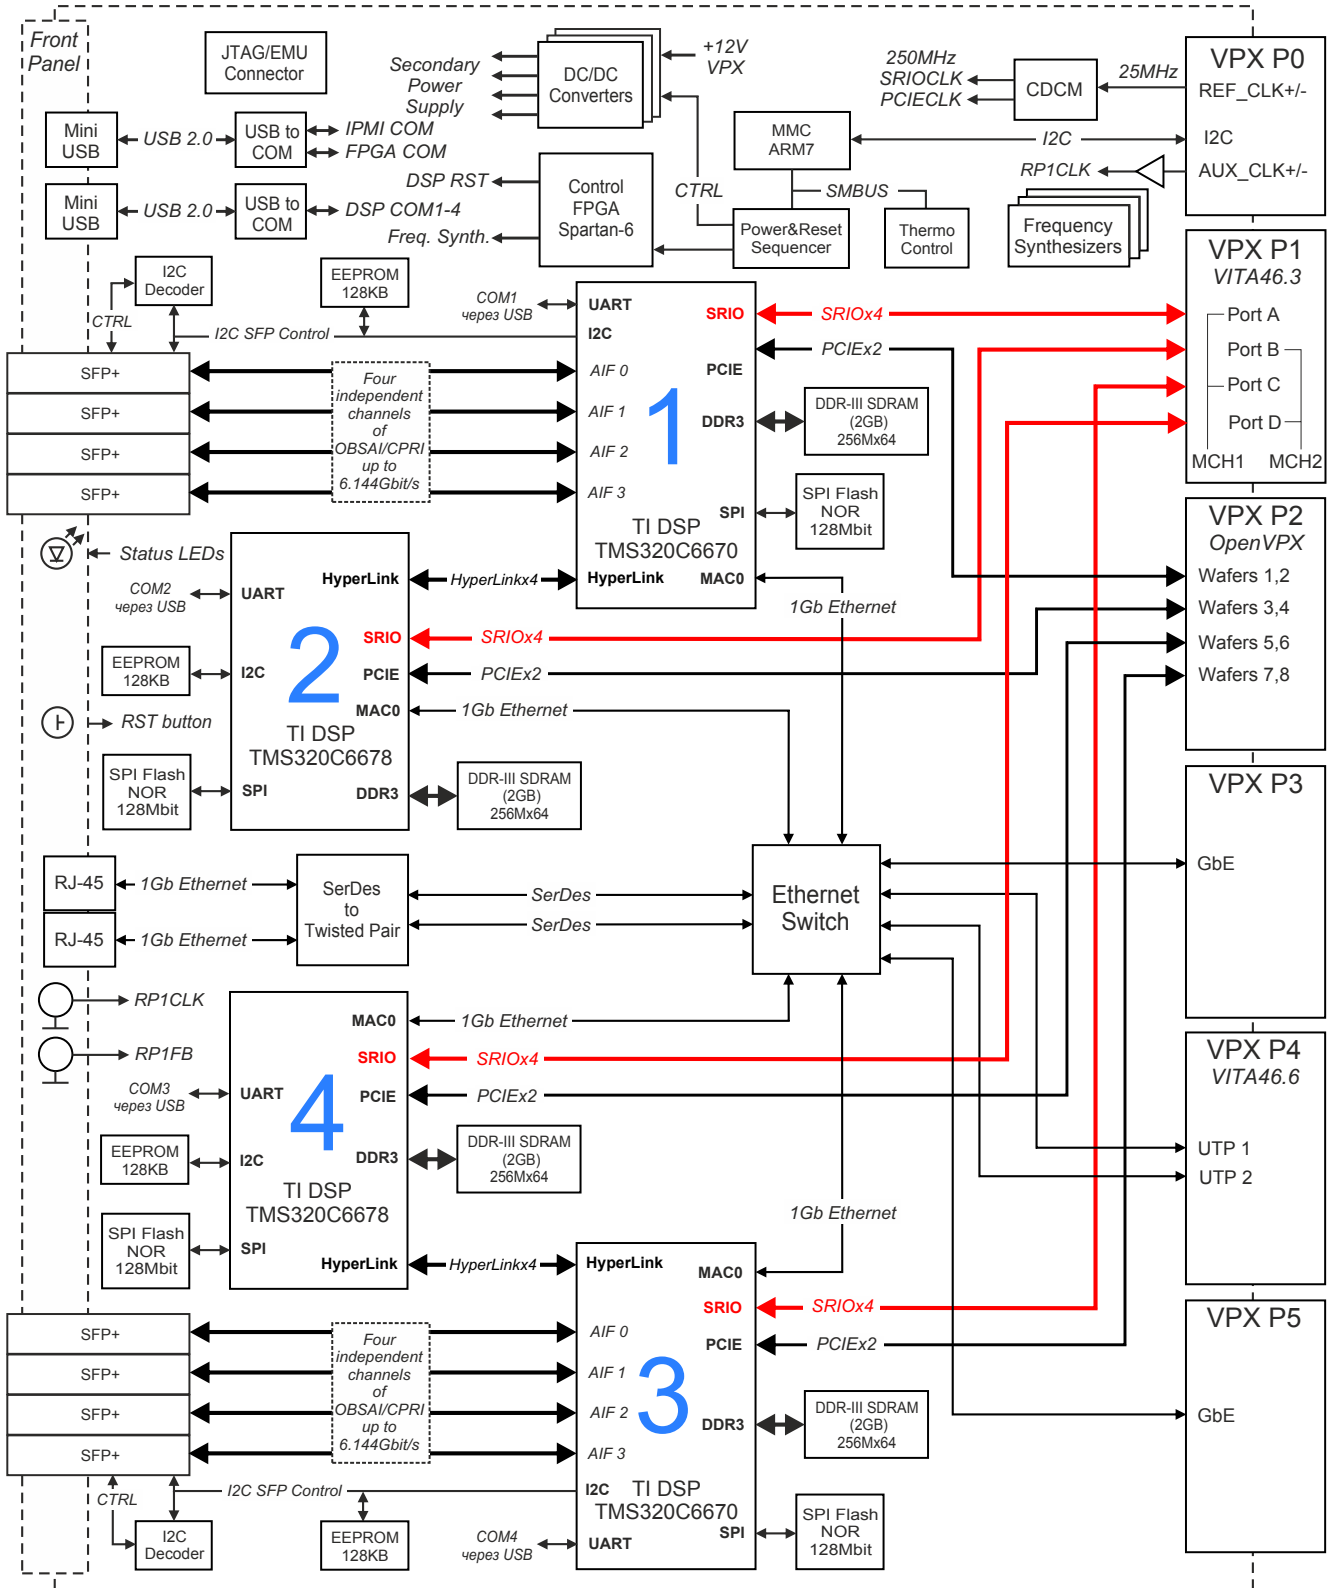 Front
Panel
JTAG/EMU
Connector
Secondary
Power
Supply
DC/DC
Converters
+12V
VPX
250MHz
SRIOCLK
PCIECLK
CDCM
25MHz
VPX P0
REF_CLK+/-
I2C
AUX_CLK+/-
Mini
USB
USB 2.0
USB to
COM
IPMI COM
FPGA COM
MMC
ARM7
I2C
RP1CLK
Mini
USB
USB 2.0
USB to
COM
DSP COM1-4
DSP RST
Freq. Synth.
Control
FPGA
Spartan-6
CTRL
SMBUS
Power&Reset
Sequencer
Thermo
Control
Frequency
Synthesizers
VPX P1
VITA46.3
Port A
Port B
Port C
Port D
MCH1
MCH2
I2C
Decoder
CTRL
EEPROM
128KB
I2C SFP Control
COM1
через USB
UART
I2C
SRIO
SRIOx4
PCIEx2
PCIE
SFP+
SFP+
SFP+
SFP+
Four
independent
channels
of
OBSAI/CPRI
up to
6.144Gbit/s
AIF 0
AIF 1
AIF 2
AIF 3
1
DDR3
DDR-III SDRAM
(2GB)
256Mx64
SPI
SPI Flash
NOR
128Mbit
TI DSP
TMS320C6670
HyperLink
MAC0
1Gb Ethernet
VPX P2
OpenVPX
Wafers 1,2
Wafers 3,4
Wafers 5,6
Wafers 7,8
Status LEDs
COM2
через USB
UART
HyperLink
HyperLinkx4
2
SRIO
SRIOx4
EEPROM
128KB
I2C
PCIE
PCIEx2
RST button
MAC0
1Gb Ethernet
TI DSP
TMS320C6678
SPI Flash
NOR
128Mbit
SPI
DDR3
DDR-III SDRAM
(2GB)
256Mx64
VPX P3
GbE
RJ-45
1Gb Ethernet
RJ-45
1Gb Ethernet
SerDes
to
Twisted Pair
SerDes
SerDes
Ethernet
Switch
RP1CLK
RP1FB
MAC0
1Gb Ethernet
SRIO
SRIOx4
COM3
через USB
UART
4
PCIE
PCIEx2
EEPROM
128KB
I2C
DDR3
DDR-III SDRAM
(2GB)
256Mx64
TI DSP
TMS320C6678
SPI Flash
NOR
128Mbit
SPI
HyperLink
HyperLinkx4
VPX P4
VITA46.6
UTP 1
UTP 2
1Gb Ethernet
HyperLink
MAC0
SRIO
SRIOx4
PCIE
PCIEx2
SFP+
SFP+
SFP+
SFP+
Four
independent
channels
of
OBSAI/CPRI
up to
6.144Gbit/s
AIF 0
AIF 1
AIF 2
AIF 3
3
DDR3
DDR-III SDRAM
(2GB)
256Mx64
VPX P5
GbE
CTRL
I2C
Decoder
I2C SFP Control
EEPROM
128KB
I2C
TI DSP
TMS320C6670
COM4
через USB
UART
SPI
SPI Flash
NOR
128Mbit